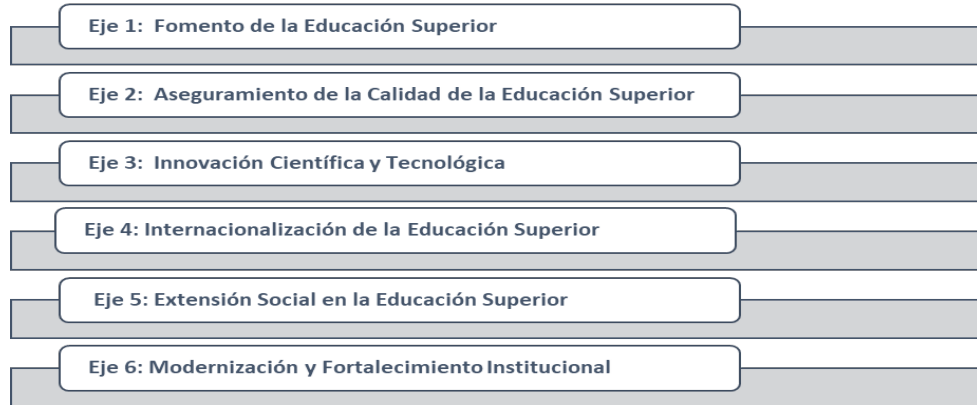 Eje 1: Fomento de la Educación Superior
Eje 2: Aseguramiento de la Calidad de la Educación Superior
Eje 3: Innovación Científica y Tecnológica
Eje 4: Internacionalización de la Educación Superior
Eje 5: Extensión Social en la Educación Superior
Eje 6: Modernización y Fortalecimiento Institucional